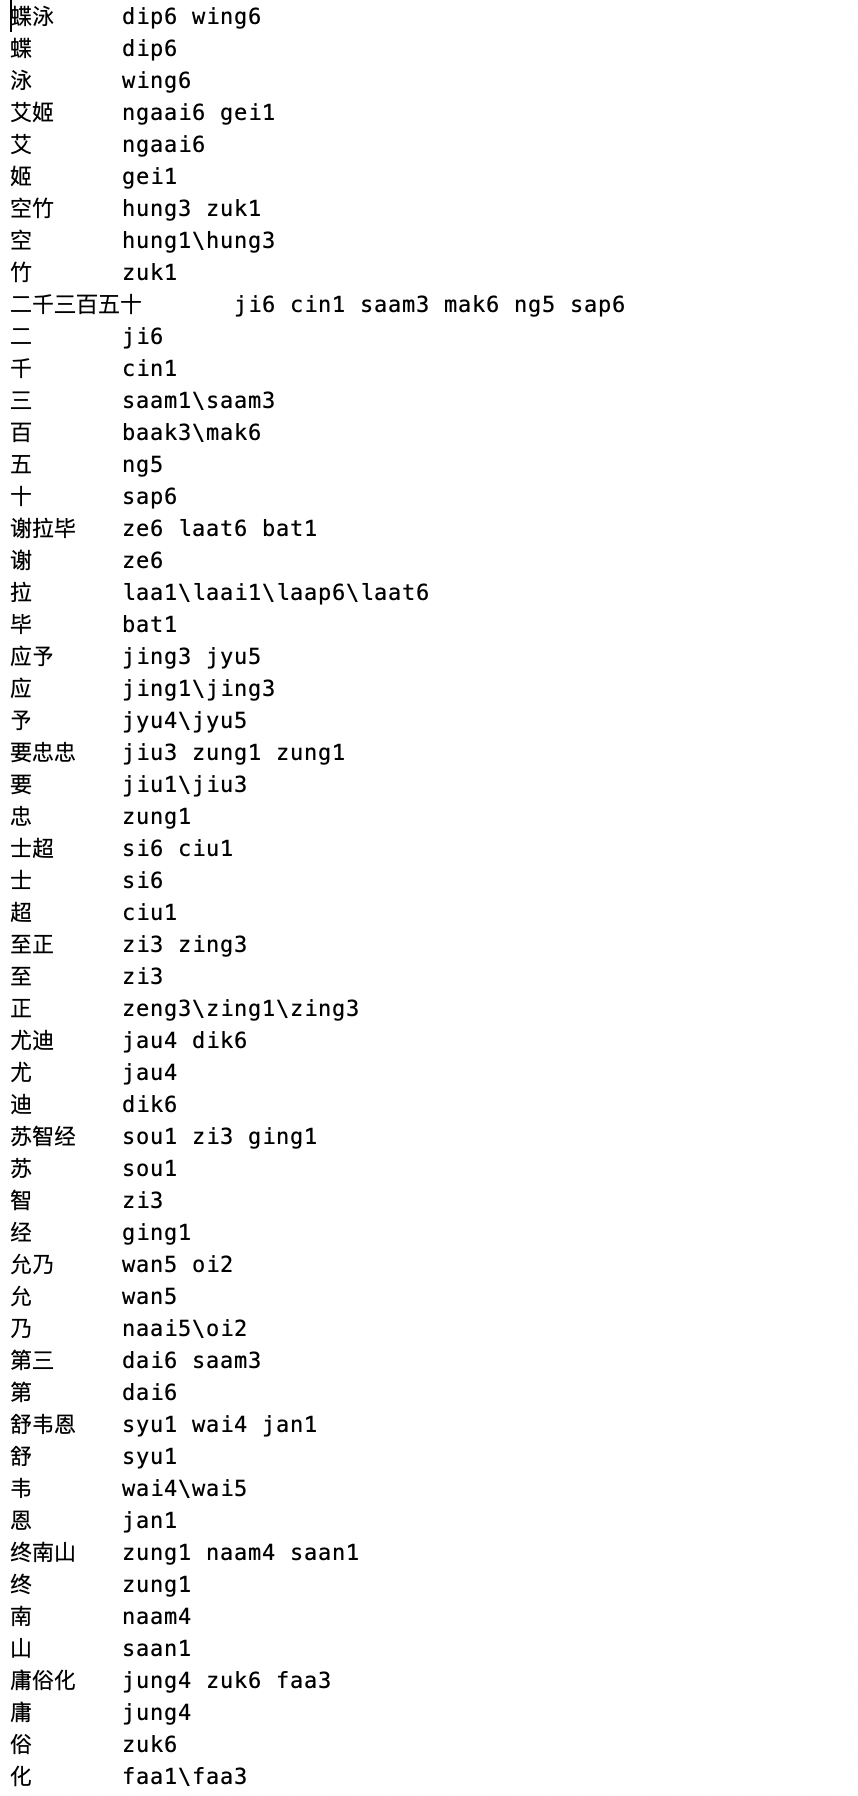 蝶泳	dip6 wing6
蝶	dip6
泳	wing6
艾姬	ngaai6 gei1
艾	ngaai6
姬	gei1
空竹	hung3 zuk1
空	hung1\hung3
竹	zuk1
二千三百五十	ji6 cin1 saam3 mak6 ng5 sap6
二	ji6
千	cin1
三	saam1\saam3
百	baak3\mak6
五	ng5
十	sap6
谢拉毕	ze6 laat6 bat1
谢	ze6
拉	laa1\laai1\laap6\laat6
毕	bat1
应予	jing3 jyu5
应	jing1\jing3
予	jyu4\jyu5
要忠忠	jiu3 zung1 zung1
要	jiu1\jiu3
忠	zung1
士超	si6 ciu1
士	si6
超	ciu1
至正	zi3 zing3
至	zi3
正	zeng3\zing1\zing3
尤迪	jau4 dik6
尤	jau4
迪	dik6
苏智经	sou1 zi3 ging1
苏	sou1
智	zi3
经	ging1
允乃	wan5 oi2
允	wan5
乃	naai5\oi2
第三	dai6 saam3
第	dai6
舒韦恩	syu1 wai4 jan1
舒	syu1
韦	wai4\wai5
恩	jan1
终南山	zung1 naam4 saan1
终	zung1
南	naam4
山	saan1
庸俗化	jung4 zuk6 faa3
庸	jung4
俗	zuk6
化	faa1\faa3